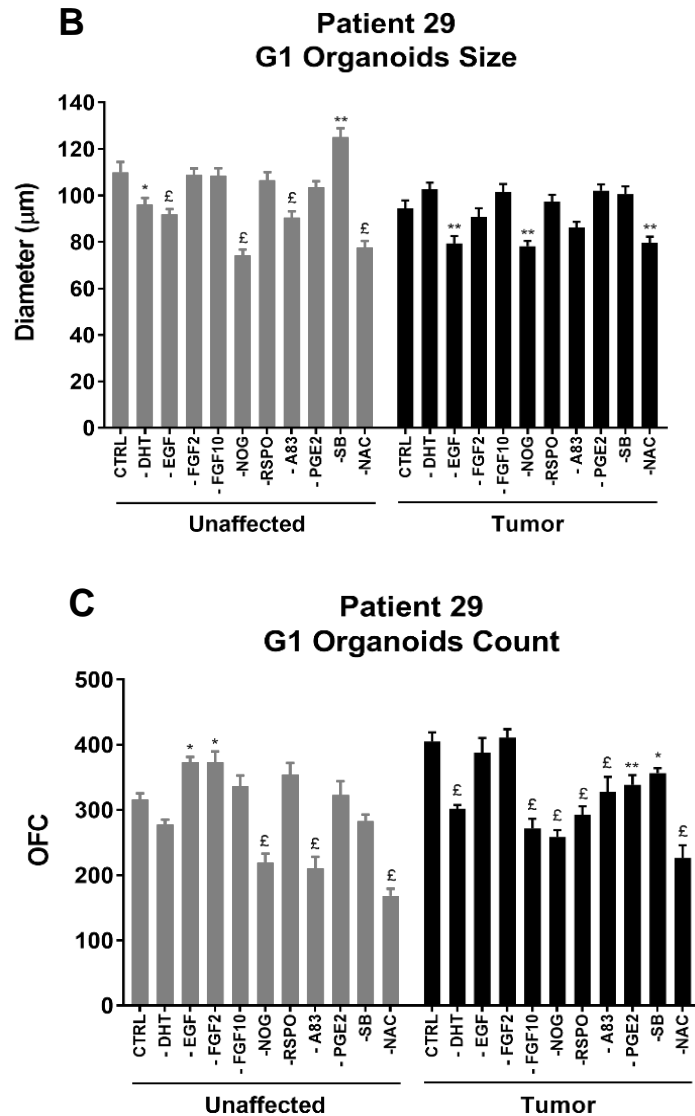 B
Patient 29
G1 Organoids Size
Diameter (μm)
140
120
100
80
60
40
20
0
* £ £ £ ** £ ** ** **
CTRL - DHT - EGF - FGF2 - FGF10 -NOG -RSPO - A83 - PGE2 -SB -NAC CTRL - DHT - EGF - FGF2 - FGF10 -NOG -RSPO - A83 - PGE2 -SB -NAC
Unaffected Tumor
C
Patient 29
G1 Organoids Count
OFC
500
400
300
200
100
0
* * £ £ £ £ £ £ £ £ ** * £
CTRL - DHT - EGF - FGF2 - FGF10 -NOG -RSPO - A83 - PGE2 -SB -NAC CTRL - DHT - EGF - FGF2 - FGF10 -NOG -RSPO - A83 - PGE2 -SB -NAC
Unaffected Tumor